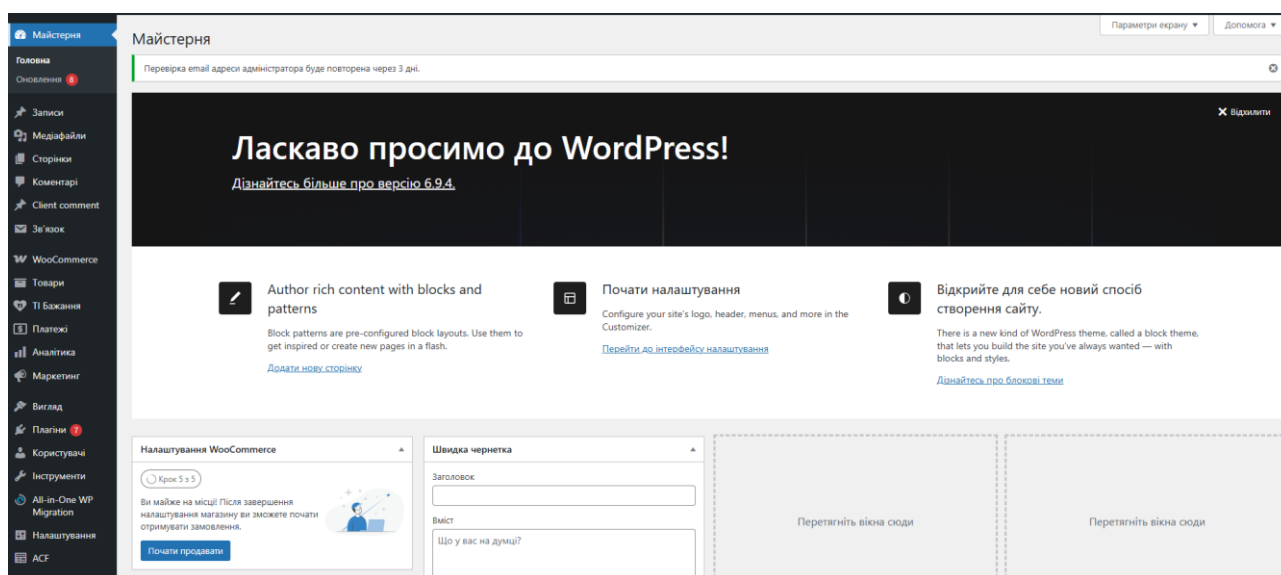 Параметри екрану ▼
Допомога ▼
Майстерня
Головна
Оновлення 8
Записи
Медіафайли
Сторінки
Коментарі
Client comment
Зв'язок
WooCommerce
Товари
TI Бажання
Платежі
Аналітика
Маркетинг
Вигляд
Плагіни 7
Користувачі
Інструменти
All-in-One WP
Migration
Налаштування
ACF
Майстерня
Перевірка email адреси адміністратора буде повторена через 3 дні.
Відхилити
Ласкаво просимо до WordPress!
Дізнайтесь більше про версію 6.9.4.
Author rich content with blocks and
patterns
Block patterns are pre-configured block layouts. Use them to
get inspired or create new pages in a flash.
Додати нову сторінку
Почати налаштування
Configure your site's logo, header, menus, and more in the
Customizer.
Перейти до інтерфейсу налаштування
Відкрийте для себе новий спосіб
створення сайту.
There is a new kind of WordPress theme, called a block theme,
that lets you build the site you've always wanted — with
blocks and styles.
Дізнайтесь про блокові теми
Налаштування WooCommerce
Крок 5 з 5
Ви майже на місці! Після завершення
налаштування магазину ви зможете почати
отримувати замовлення.
Почати продавати
Швидка чернетка
Заголовок
Вміст
Що у вас на думці?
Перетягніть вікна сюди
Перетягніть вікна сюди